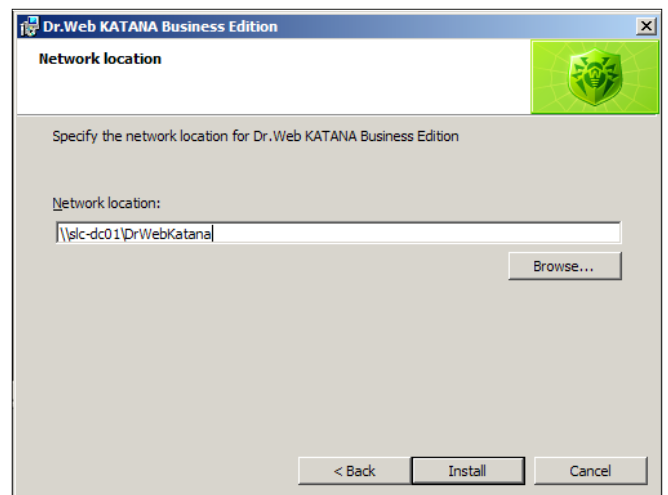 Dr.Web KATANA Business Edition
Network location
Specify the network location for Dr.Web KATANA Business Edition
Network location:
\\slc-dc01\DrWebKatana
Browse...
< Back Install Cancel